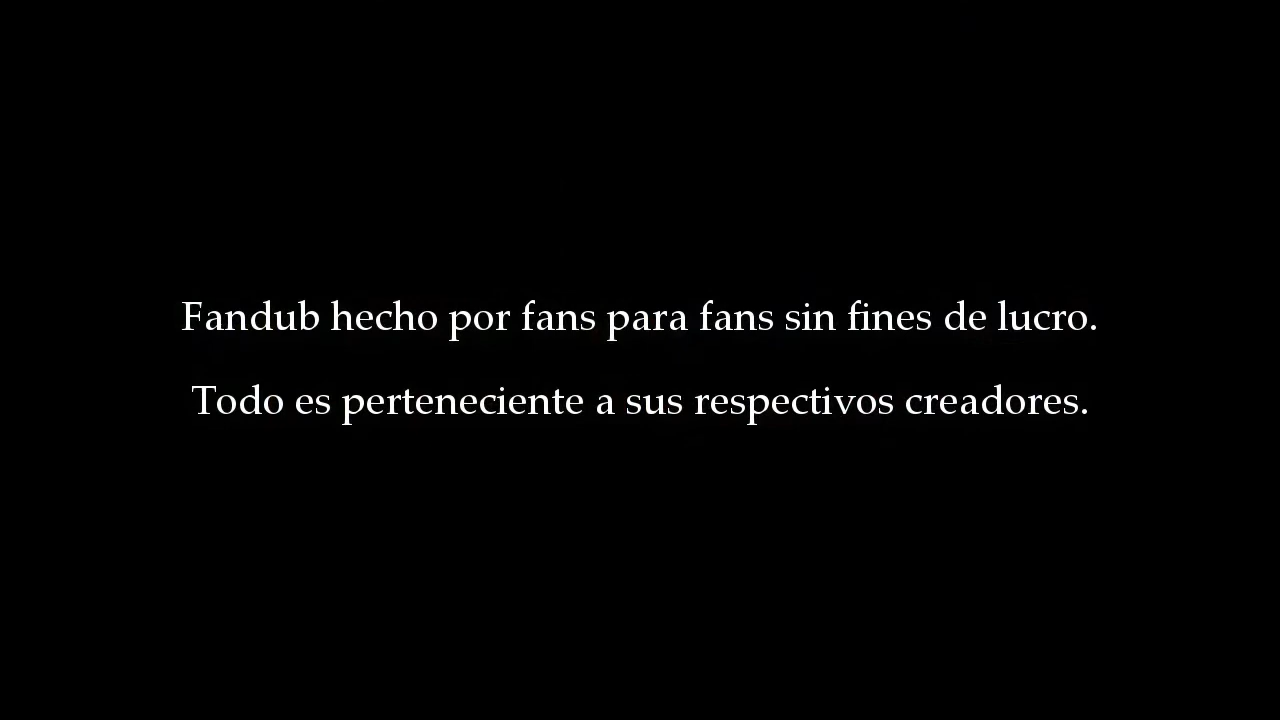 Fandub hecho por fans para fans sin fines de lucro.
Todo es perteneciente a sus respectivos creadores.